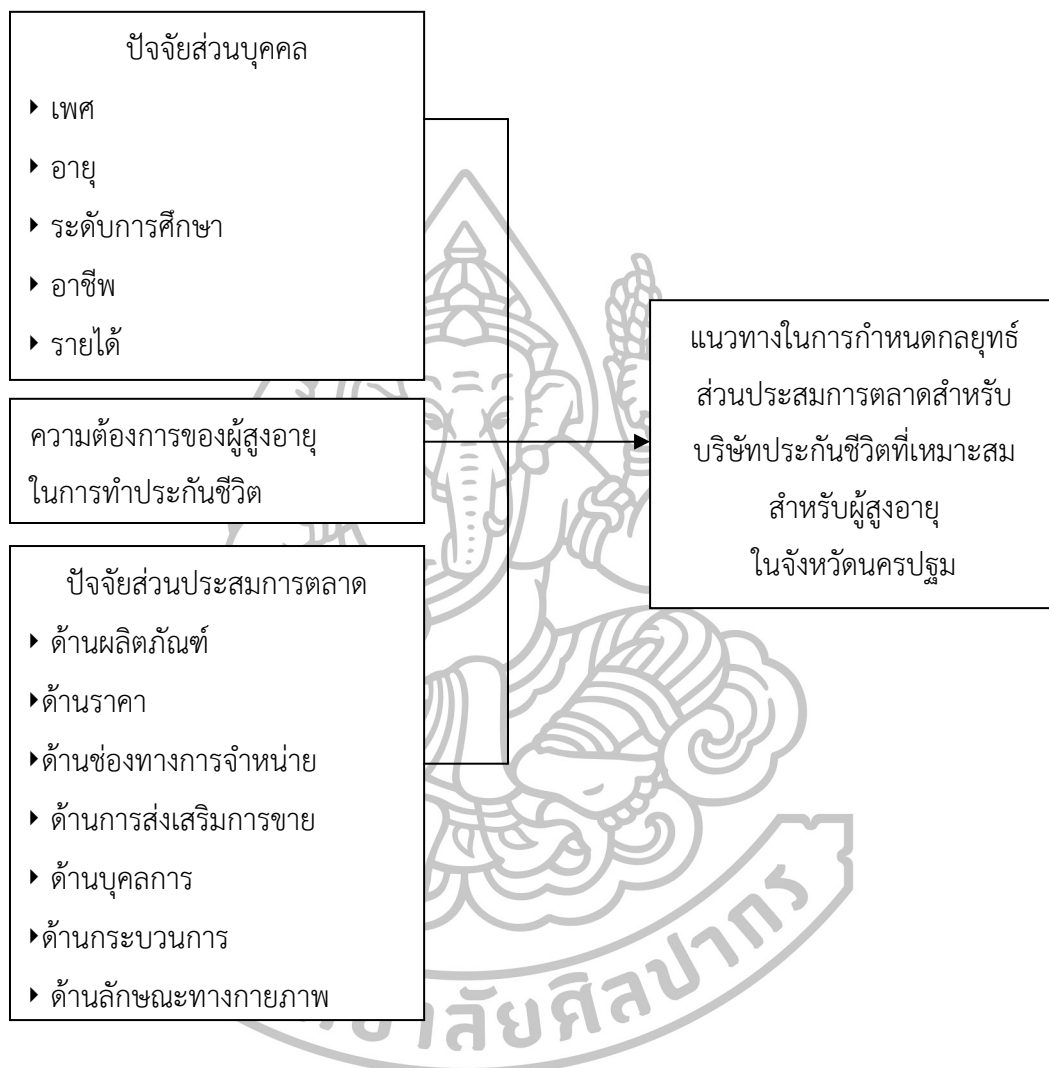 ปัจจัยส่วนบุคคล
‣ เพศ
‣ อายุ
‣ ระดับการศึกษา
‣ อาชีพ
‣ รายได้
ความต้องการของผู้สูงอายุ
ในการทำประกันชีวิต
ปัจจัยส่วนประสมการตลาด
‣ ด้านผลิตภัณฑ์
‣ด้านราคา
‣ด้านช่องทางการจำหน่าย
‣ ด้านการส่งเสริมการขาย
‣ ด้านบุคลการ
‣ด้านกระบวนการ
‣ ด้านลักษณะทางกายภาพ
แนวทางในการกำหนดกลยุทธ์
ส่วนประสมการตลาดสำหรับ
บริษัทประกันชีวิตที่เหมาะสม
สำหรับผู้สูงอายุ
ในจังหวัดนครปฐม
ลัยศิลปากร